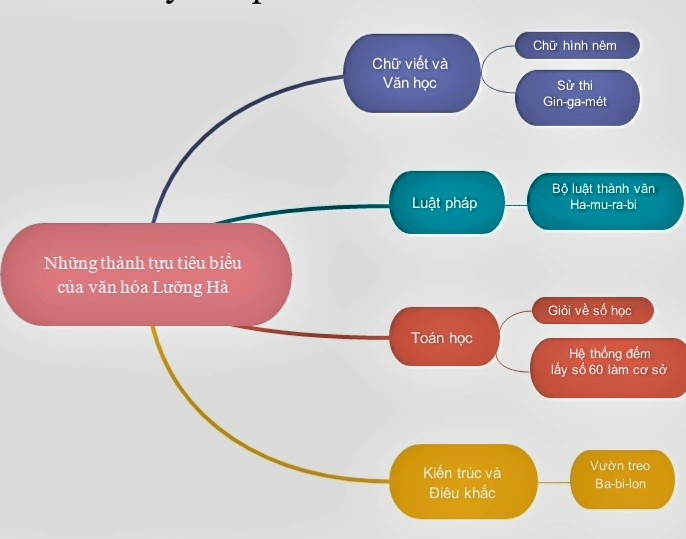 Chữ viết và
Văn học
Chữ hình nêm
Sử thi
Gin-ga-mét
Luật pháp
Bộ luật thành văn
Ha-mu-ra-bi
Những thành tựu tiêu biểu
của văn hóa Lưỡng Hà
Toán học
Giỏi về số học
Hệ thống đếm
lấy số 60 làm cơ sở
Kiến trúc và
Điêu khắc
Vườn treo
Ba-bi-lon